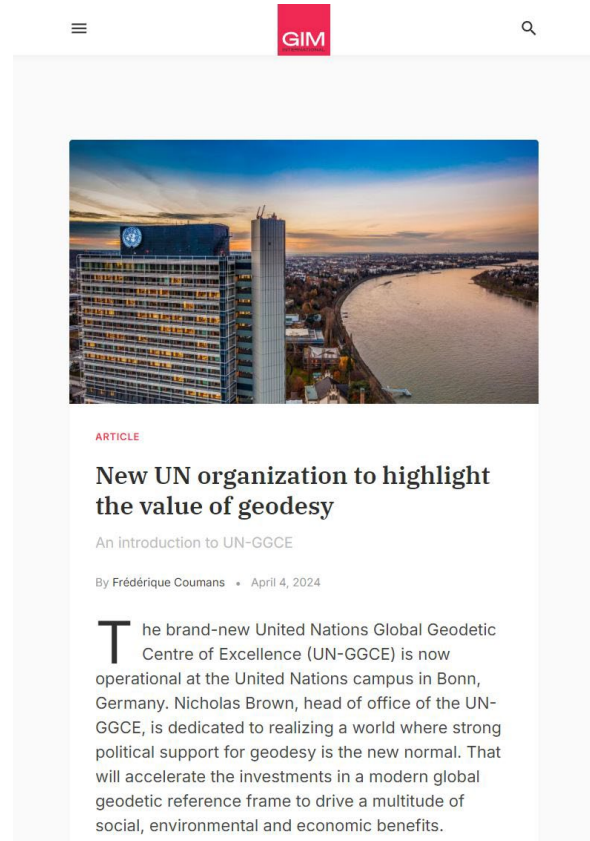 GIM
INTERNATIONAL
ARTICLE
New UN organization to highlight
the value of geodesy
An introduction to UN-GGCE
By Frédérique Coumans • April 4, 2024
The brand-new United Nations Global Geodetic
Centre of Excellence (UN-GGCE) is now
operational at the United Nations campus in Bonn,
Germany. Nicholas Brown, head of office of the UN-
GGCE, is dedicated to realizing a world where strong
political support for geodesy is the new normal. That
will accelerate the investments in a modern global
geodetic reference frame to drive a multitude of
social, environmental and economic benefits.